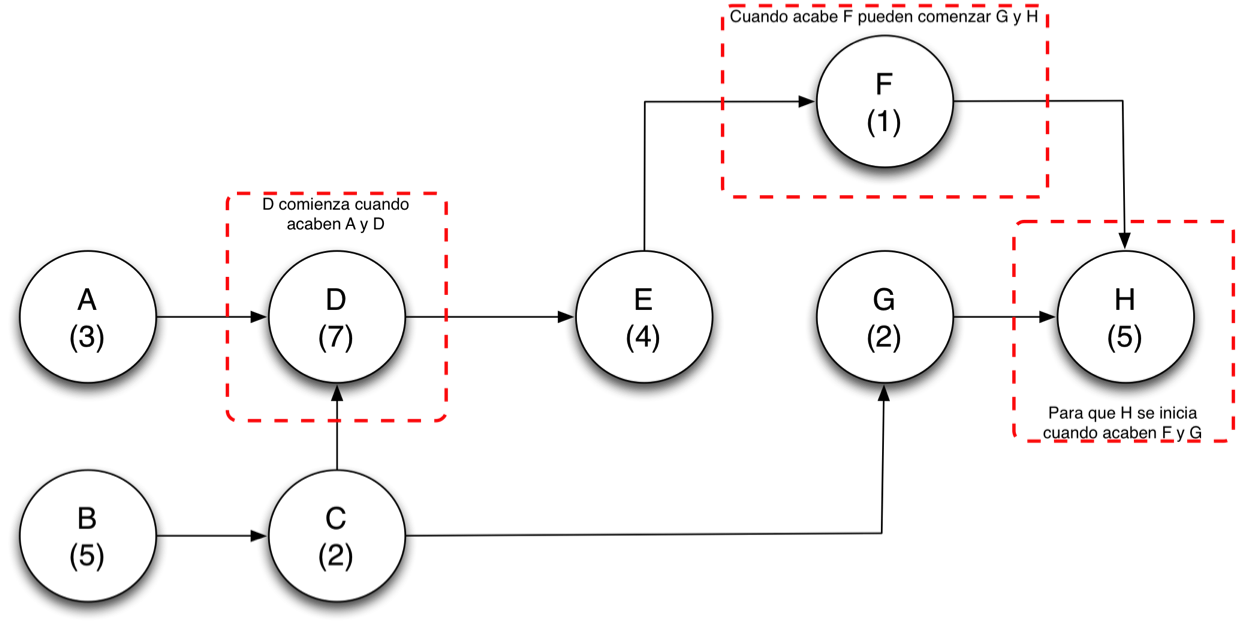 Cuando acabe F pueden comenzar G y H
F
(1)
D comienza cuando
acaben A y D
A
(3)
D
(7)
E
(4)
G
(2)
H
(5)
Para que H se inicia
cuando acaben F y G
B
(5)
C
(2)